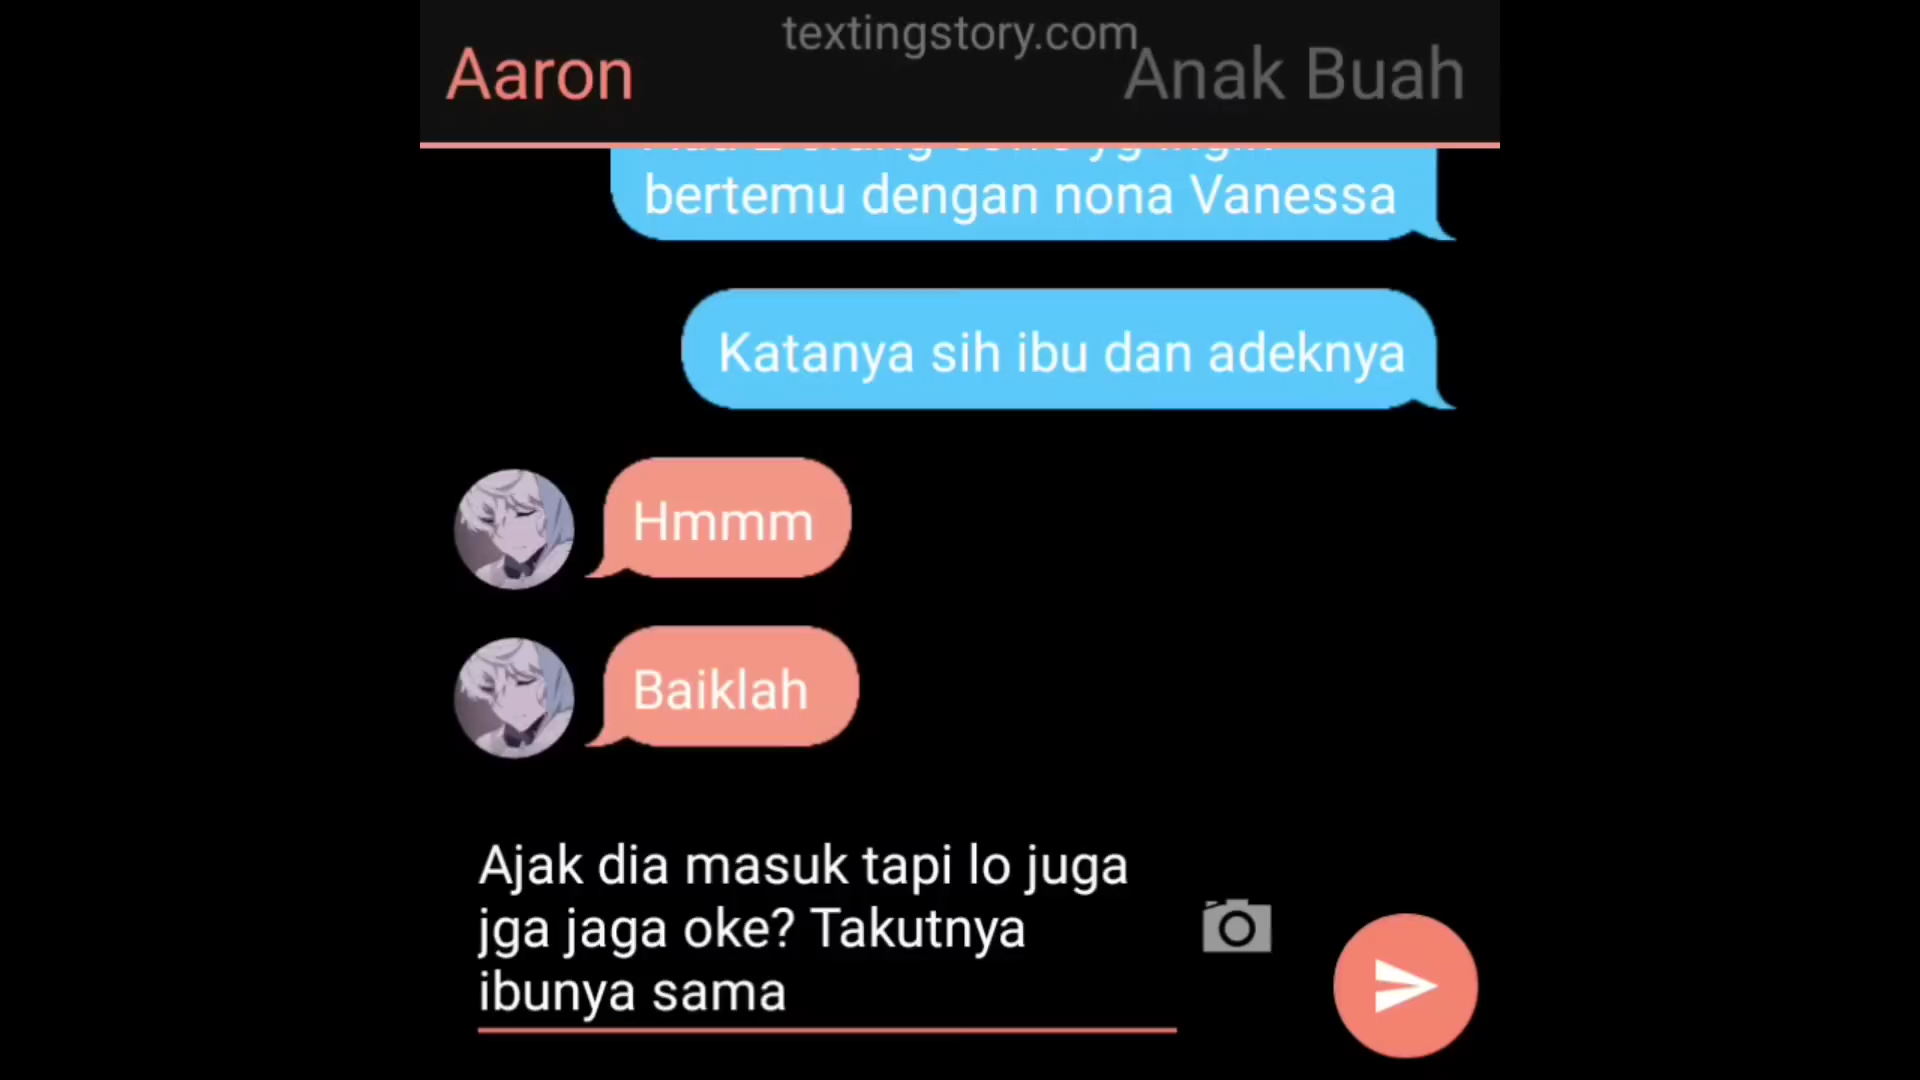 textingstory.com
Aaron
Anak Buah
bertemu dengan nona Vanessa
Katanya sih ibu dan adeknya
Hmmm
Baiklah
Ajak dia masuk tapi lo juga
jga jaga oke? Takutnya
ibunya sama